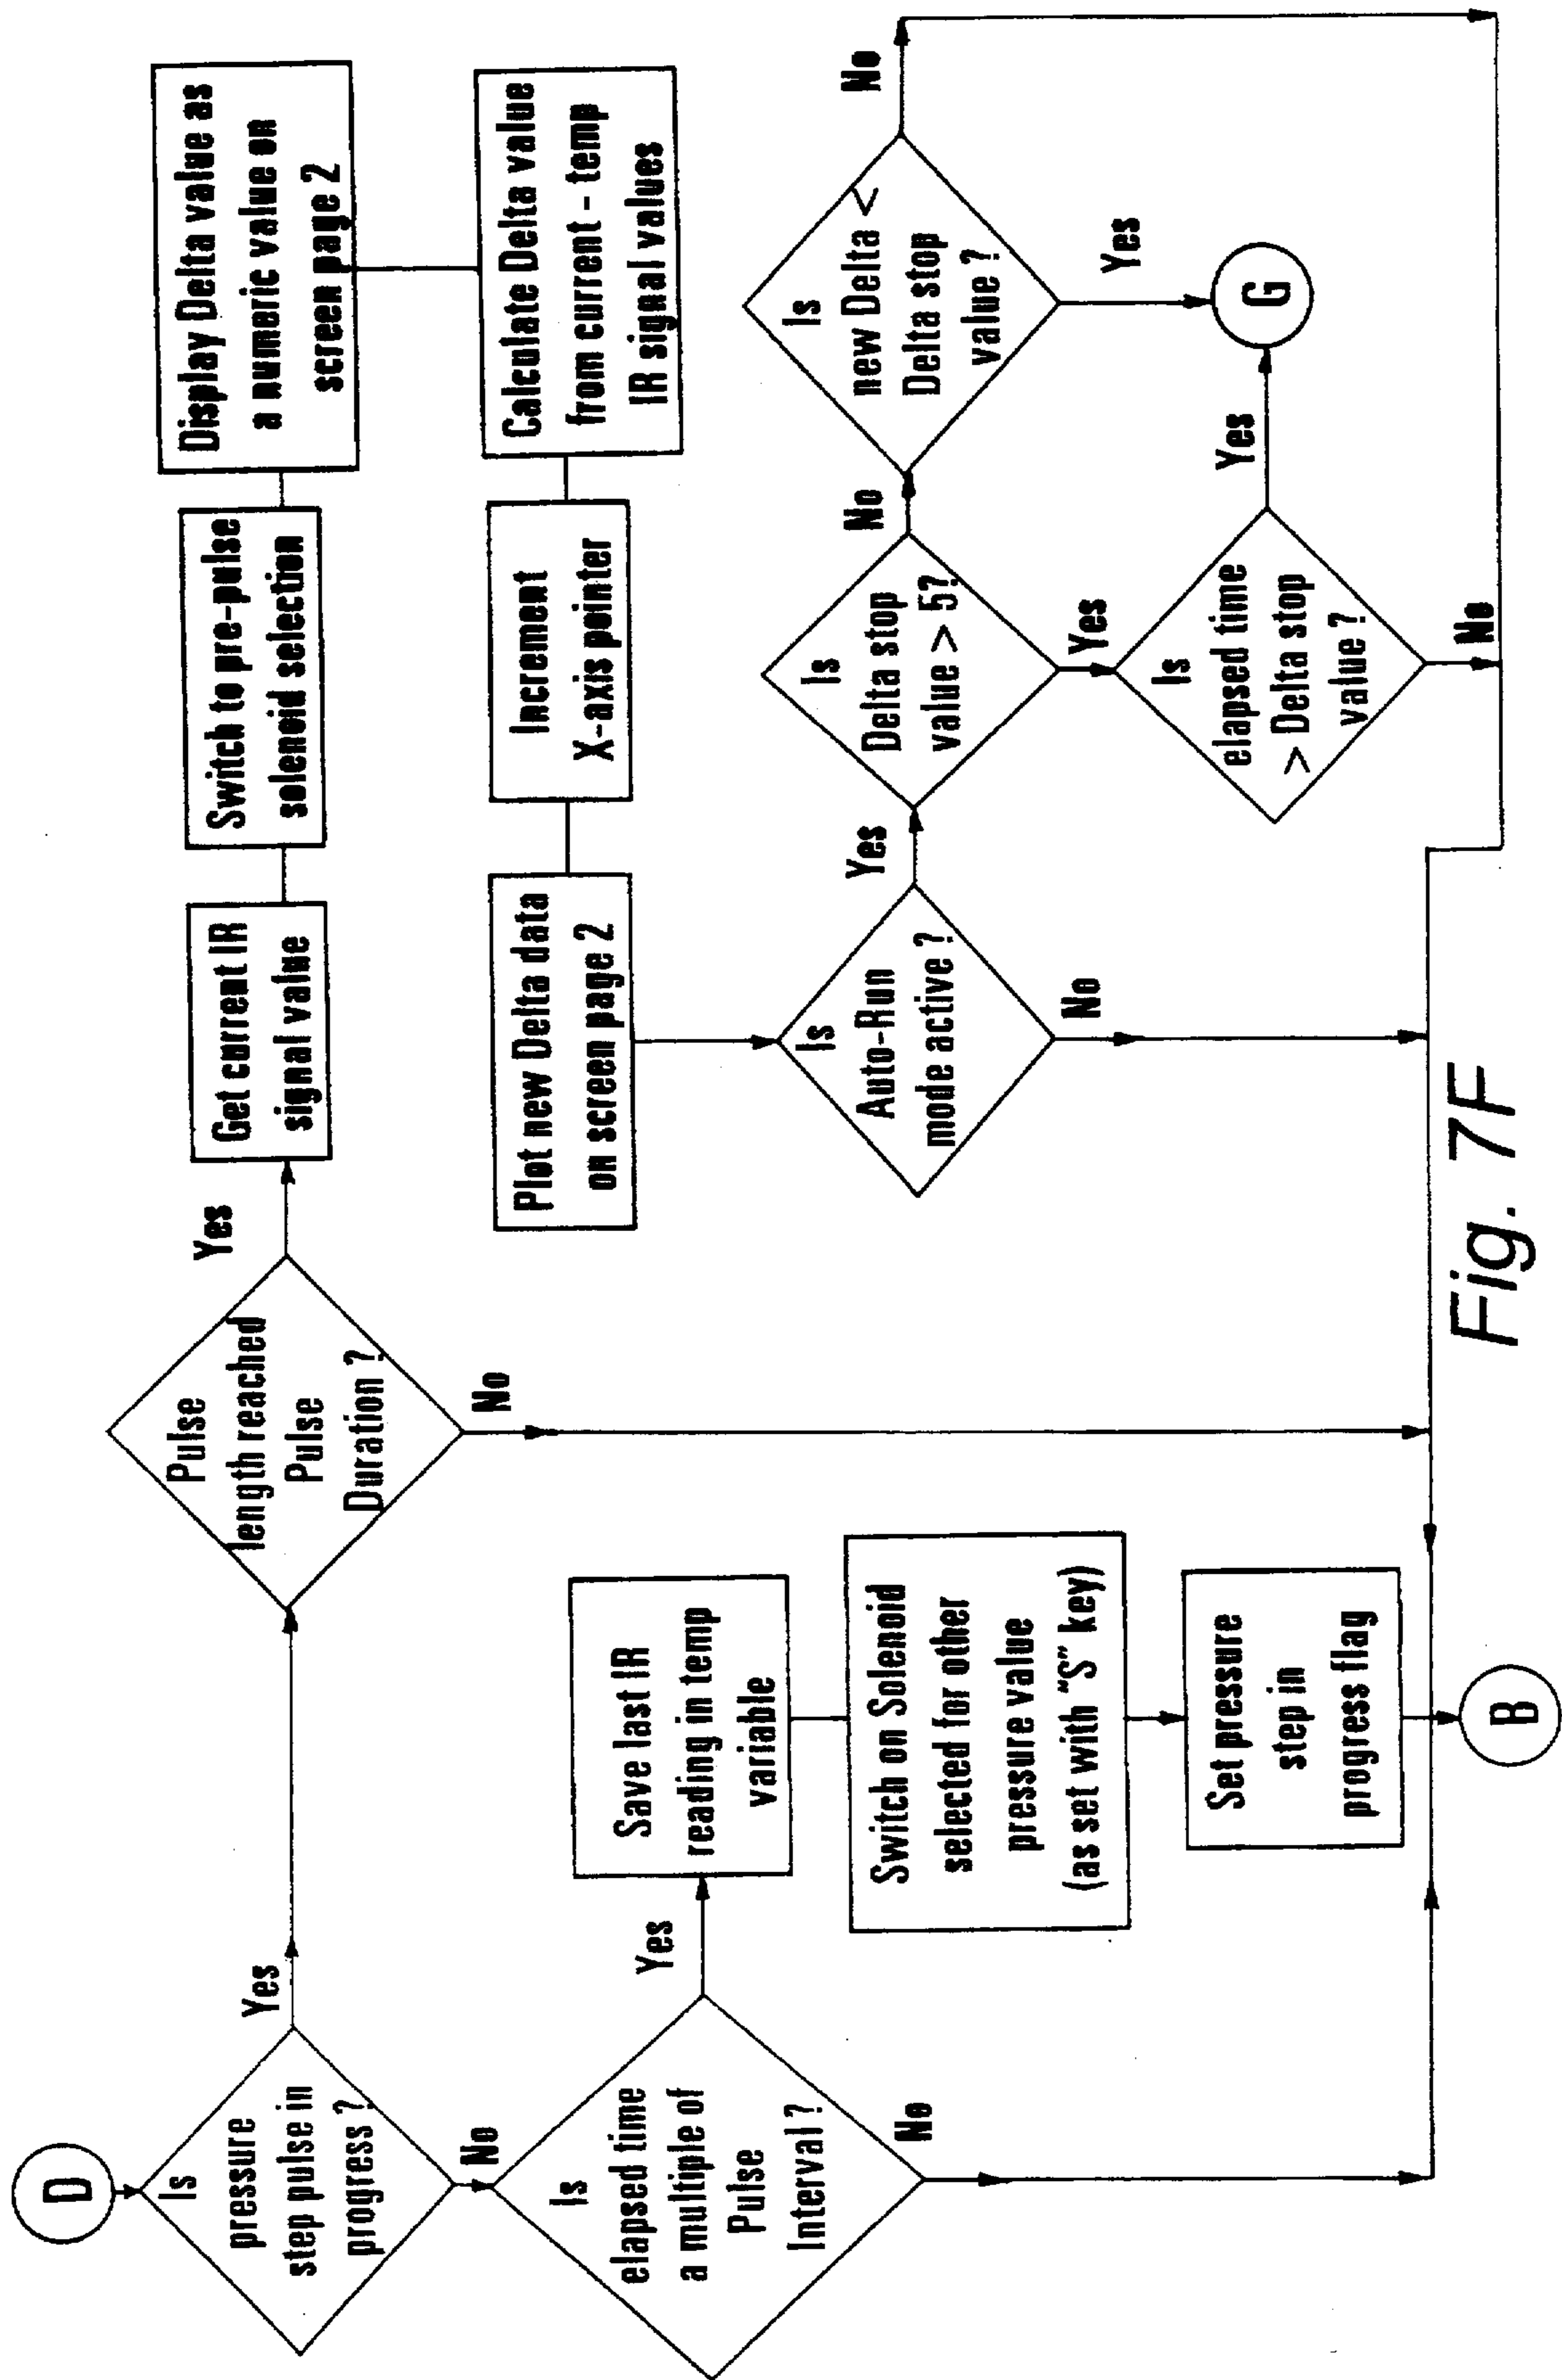 D
Is
pressure
step pulse in
progress ?
Yes
No
Pulse
length reached
Pulse
Duration ?
Yes
No
Get current IR
signal value
Switch to pre-pulse
solenoid selection
Display Delta value as
a numeric value on
screen page 2
Calculate Delta value
from current - temp
IR signal values
Increment
X-axis pointer
Plot new Delta data
on screen page 2
Is
Auto-Run
mode active ?
Yes
No
Is
Delta stop
value > 5?
No
Yes
Is
new Delta <
Delta stop
value ?
No
Yes
Is
elapsed time
> Delta stop
value ?
Yes
No
G
Is
elapsed time
a multiple of
Pulse
Interval ?
Yes
No
Save last IR
reading in temp
variable
Switch on Solenoid
selected for other
pressure value
(as set with "S" key)
Set pressure
step in
progress flag
B
Fig. 7F